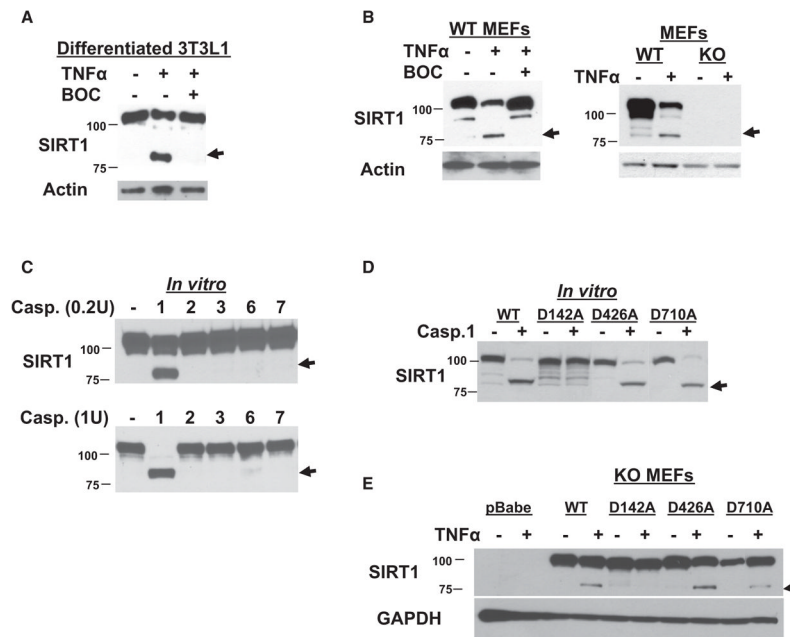 A
Differentiated 3T3L1
TNFα - + +
BOC - - +
100
SIRT1
75
Actin
B
WT MEFs
TNFα - + +
BOC - - +
100
SIRT1
75
Actin
MEFs
WT KO
TNFα - + - +
100
75
C
In vitro
Casp. (0.2U) - 1 2 3 6 7
100
SIRT1
75
Casp. (1U) - 1 2 3 6 7
100
75
D
In vitro
WT D142A D426A D710A
Casp.1 - + - + - + - +
100
SIRT1
75
E
KO MEFs
pBabe WT D142A D426A D710A
TNFα - + - + - + - + - +
100
SIRT1
75
GAPDH